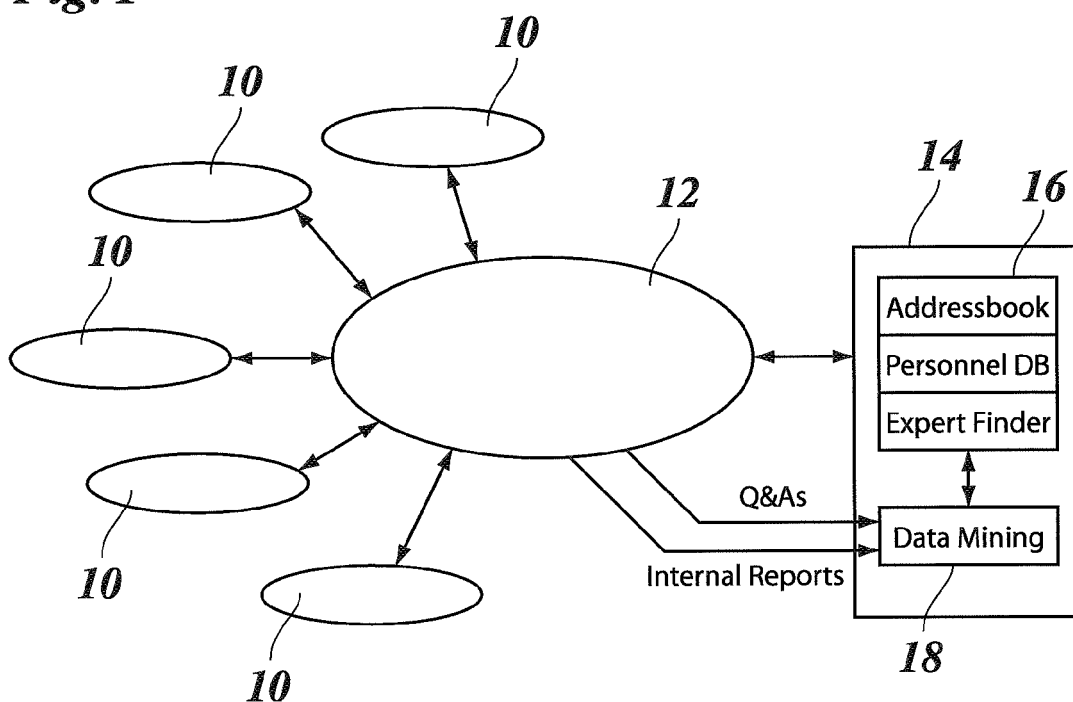 Fig. 1
10
10
12
14
16
10
Addressbook
Personnel DB
Expert Finder
Q&As
Data Mining
Internal Reports
10
10
18